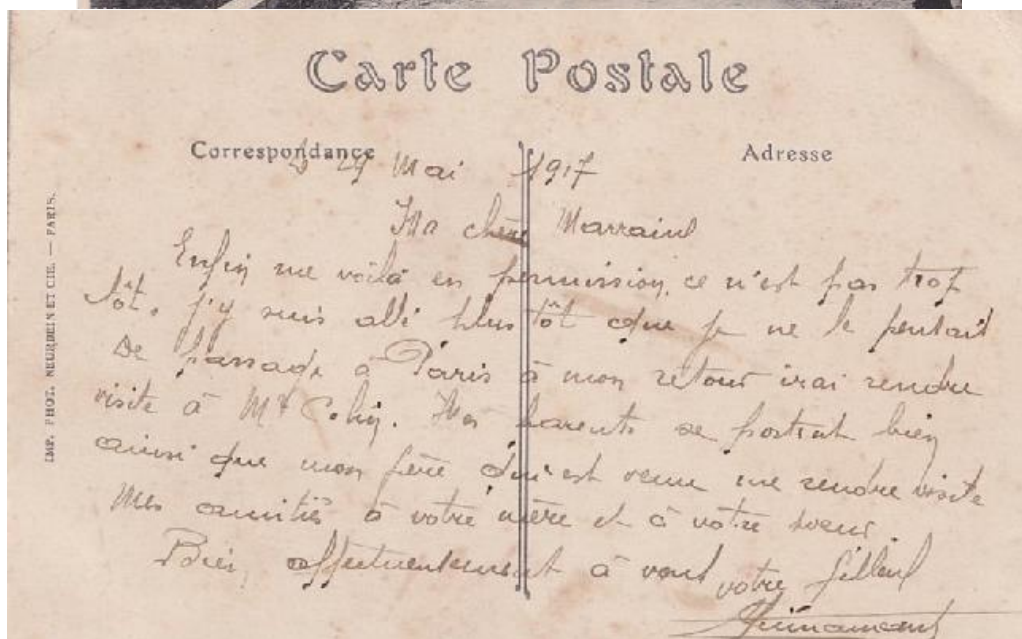 Carte Postale
Correspondance
Adresse
29 Mai 1917
Ma chère Marraine
Enfin me voilà en permission, ce n'est pas trop
tôt. j'y suis allé plus tôt que je ne le pensait
De passage à Paris à mon retour irai rendre
visite à Mr Colin. Mes parents se portent bien
ainsi que mon frère qui est venu me rendre visite
Mes amitiés à votre mère et à votre soeur.
Bien affectueusement à vous votre filleul
IMP. PHOT. NEURDEIN ET CIE. — PARIS.